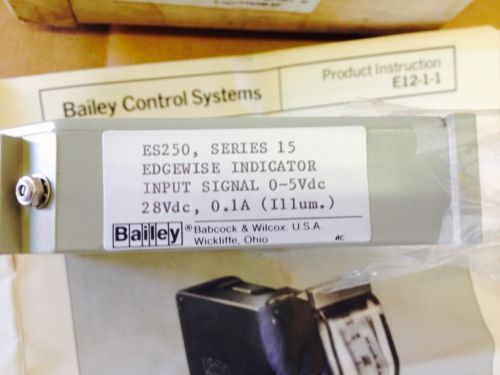 Product Instruction
E12-1-1
Bailey Control Systems
ES250, SERIES 15
EDGEWISE INDICATOR
INPUT SIGNAL 0-5Vdc
28Vdc, 0.1A (Illum.)
Bailey ® Babcock & Wilcox. U.S.A.
Wickliffe, Ohio
AC